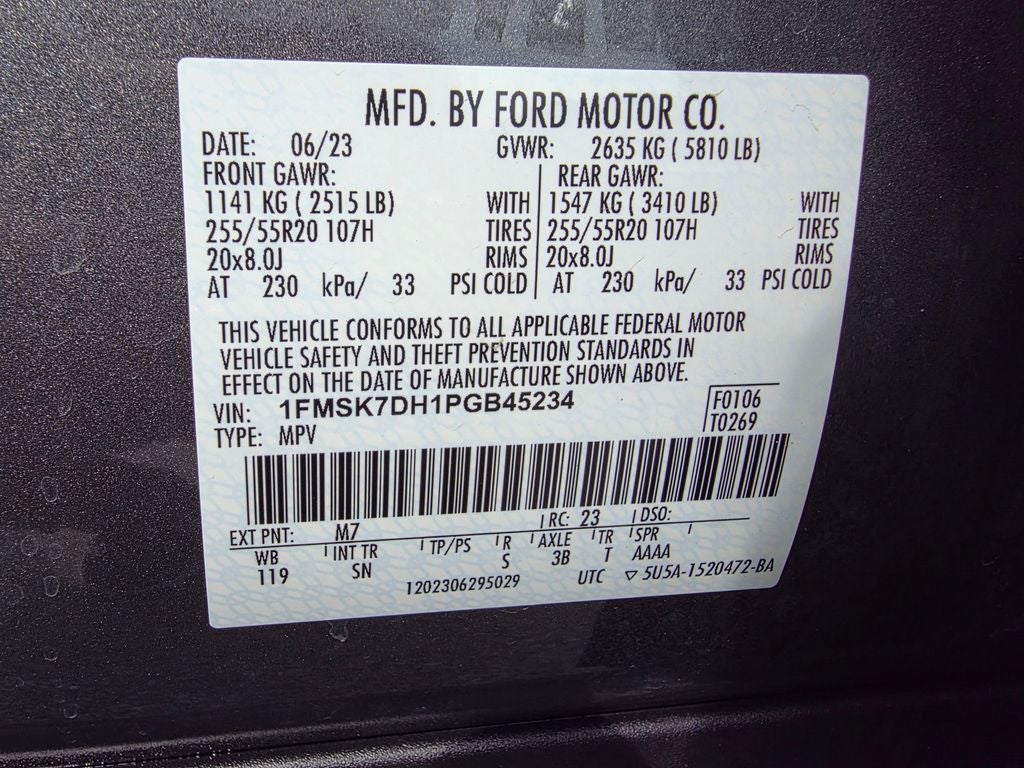 MFD. BY FORD MOTOR CO.
DATE: 06/23 GVWR: 2635 KG ( 5810 LB)
FRONT GAWR: REAR GAWR:
1141 KG ( 2515 LB) WITH 1547 KG ( 3410 LB) WITH
255/55R20 107H TIRES 255/55R20 107H TIRES
20x8.0J RIMS 20x8.0J RIMS
AT 230 kPa/ 33 PSI COLD AT 230 kPa/ 33 PSI COLD
THIS VEHICLE CONFORMS TO ALL APPLICABLE FEDERAL MOTOR
VEHICLE SAFETY AND THEFT PREVENTION STANDARDS IN
EFFECT ON THE DATE OF MANUFACTURE SHOWN ABOVE.
VIN: 1FMSK7DH1PGB45234 F0106
TYPE: MPV T0269
EXT PNT: M7 RC: 23 DSO:
WB INT TR TP/PS R AXLE TR SPR
119 SN S 3B T AAAA
1202306295029 UTC ▽ 5U5A-1520472-BA